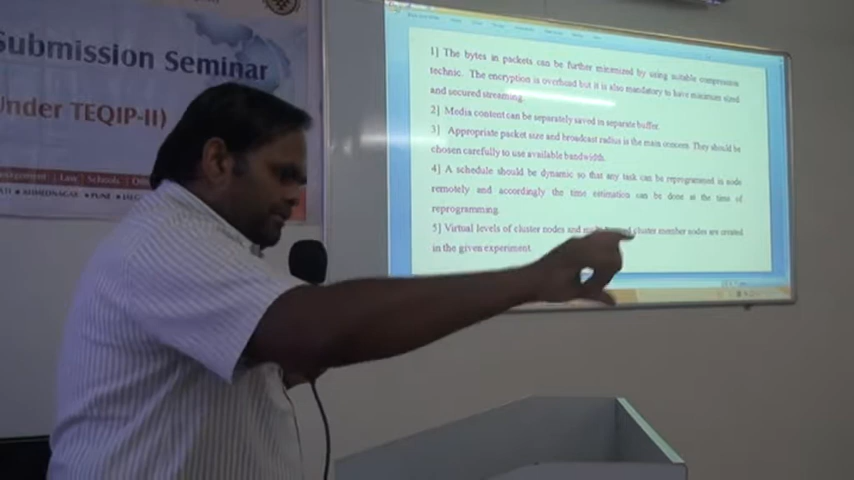 Submission Seminar
Under TEQIP-II)
Law Schools
AHMEDNAGAR PUNE
1] The bytes in packets can be further minimized by using suitable compression
technic. The encryption is overhead but it is also mandatory to have minimum sized
and secured streaming.
2] Media content can be separately saved in separate buffer.
3] Appropriate packet size and broadcast radius is the main concern. They should be
chosen carefully to use available bandwidth.
4] A schedule should be dynamic so that any task can be reprogrammed in node
remotely and accordingly the time estimation can be done at the time of
reprogramming.
5] Virtual levels of cluster nodes and cluster member nodes are created
in the given experiment.